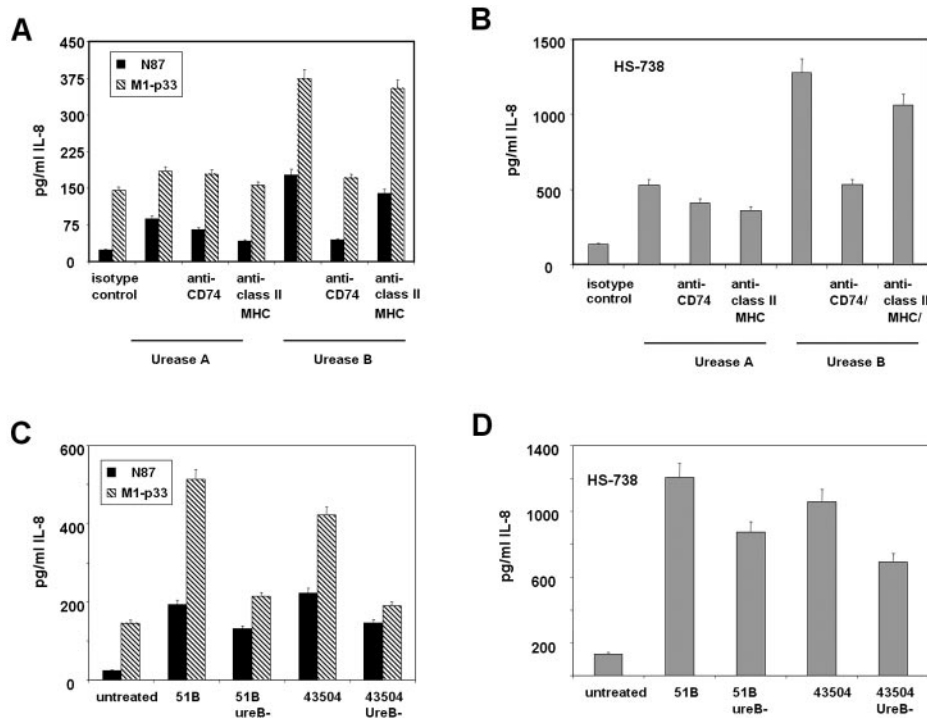 A
450
375
300
225
150
75
0
pg/ml IL-8
N87
M1-p33
isotype control
anti-CD74
anti-class II MHC
anti-CD74
anti-class II MHC
Urease A
Urease B
B
1500
1000
500
0
pg/ml IL-8
HS-738
isotype control
anti-CD74
anti-class II MHC
anti-CD74/
anti-class II MHC/
Urease A
Urease B
C
600
400
200
0
pg/ml IL-8
N87
M1-p33
untreated
51B
51B ureB-
43504
43504 UreB-
D
1400
1000
600
200
pg/ml IL-8
HS-738
untreated
51B
51B ureB-
43504
43504 UreB-